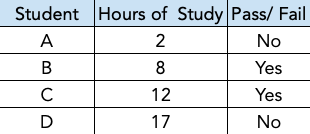 Student Hours of Study Pass/ Fail
A 2 No
B 8 Yes
C 12 Yes
D 17 No